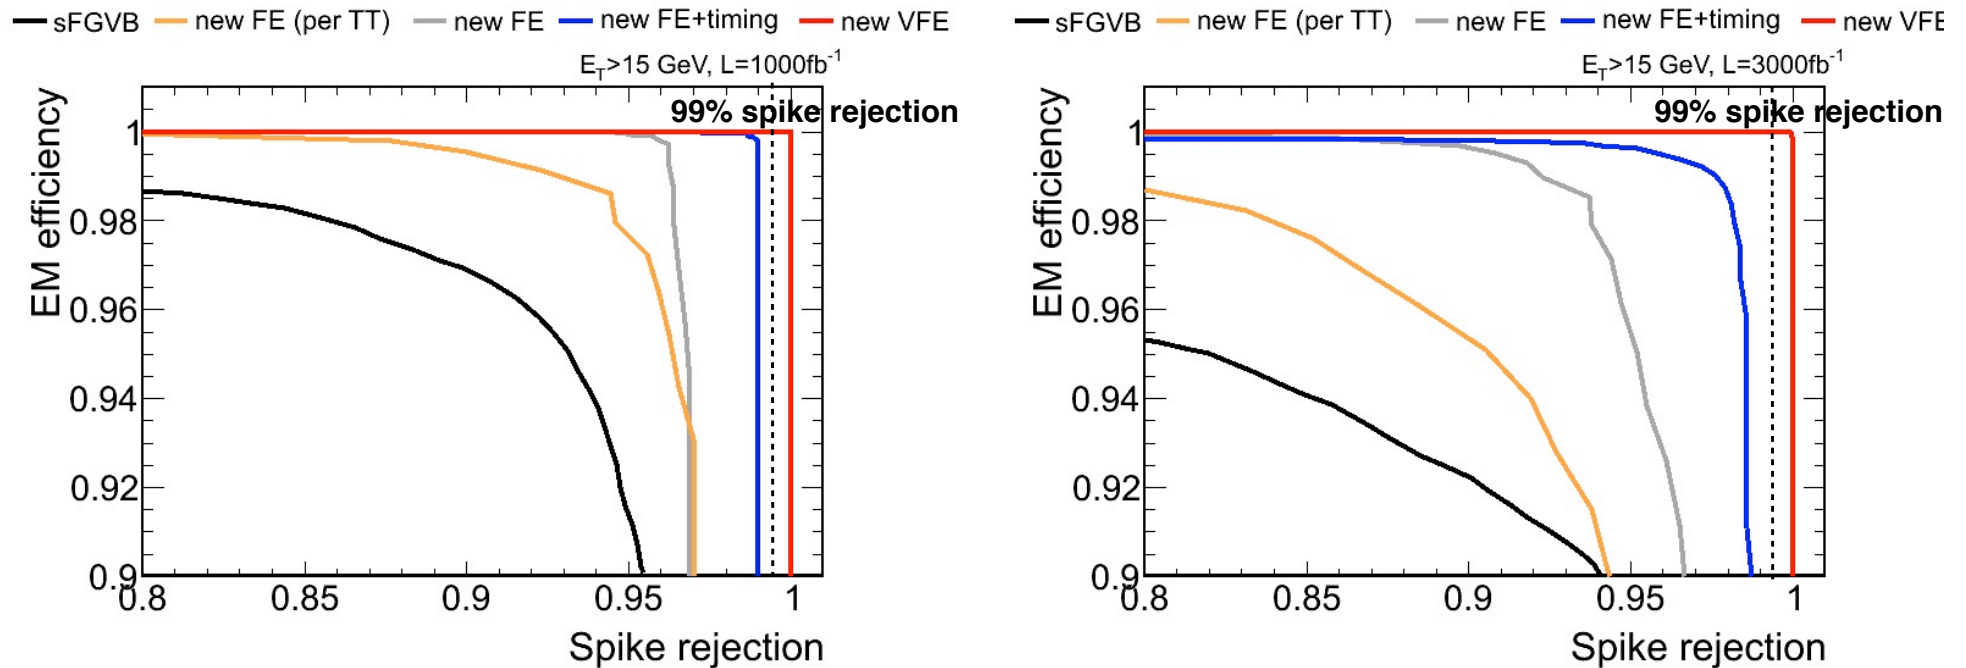 sFGVB new FE (per TT) new FE new FE+timing new VFE
E_T>15 GeV, L=1000fb^-1
99% spike rejection
EM efficiency
1
0.98
0.96
0.94
0.92
0.9
0.8 0.85 0.9 0.95 1
Spike rejection
sFGVB new FE (per TT) new FE new FE+timing new VFE
E_T>15 GeV, L=3000fb^-1
99% spike rejection
EM efficiency
1
0.98
0.96
0.94
0.92
0.9
0.8 0.85 0.9 0.95 1
Spike rejection